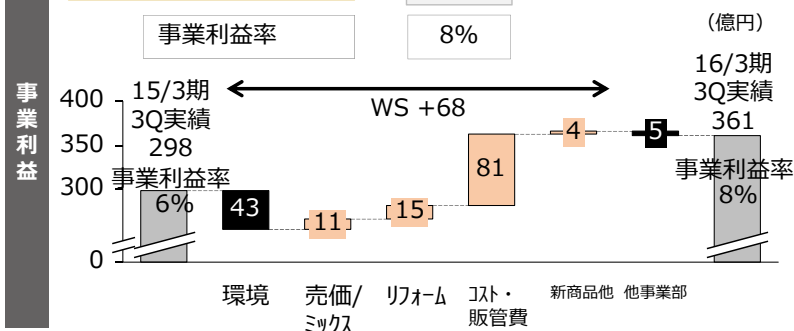 事業利益率
8%
(億円)
事業利益
15/3期
3Q実績
298
事業利益率
6%
WS +68
16/3期
3Q実績
361
事業利益率
8%
400
350
300
0
43
11
15
81
4
5
環境
売価/
ミックス
リフォーム
コスト・
販管費
新商品他
他事業部